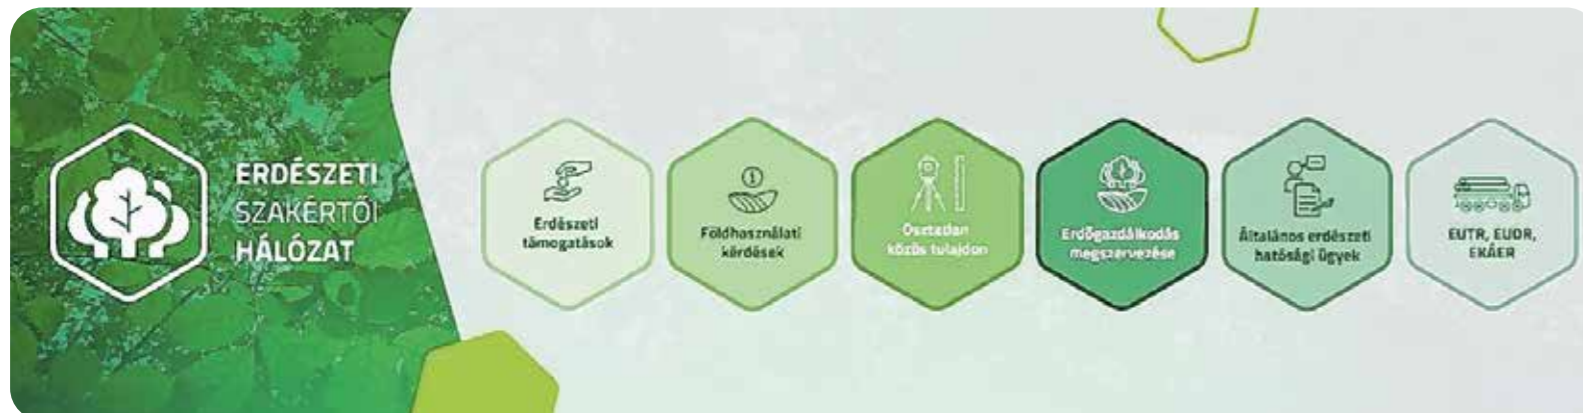 ERDÉSZETI
SZAKÉRTŐI
HÁLÓZAT
Erdészeti
támogatások
Földhasználati
kérdések
Osztatlan
közös tulajdon
Erdőgazdálkodás
megszervezése
Általános erdészeti
hatósági ügyek
EUTR, EUDR,
EKÁER